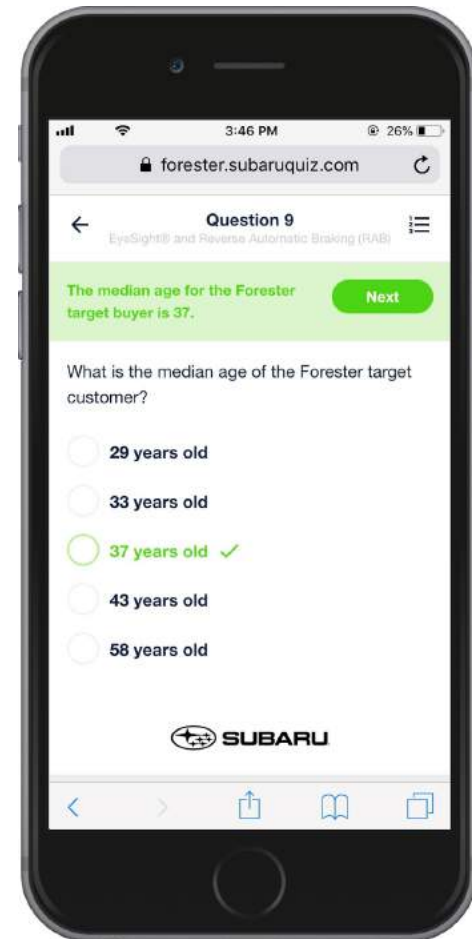 3:46 PM
26%
forester.subaruquiz.com
Question 9
EyeSight® and Reverse Automatic Braking (RAB)
The median age for the Forester
target buyer is 37.
Next
What is the median age of the Forester target
customer?
29 years old
33 years old
37 years old
43 years old
58 years old
SUBARU